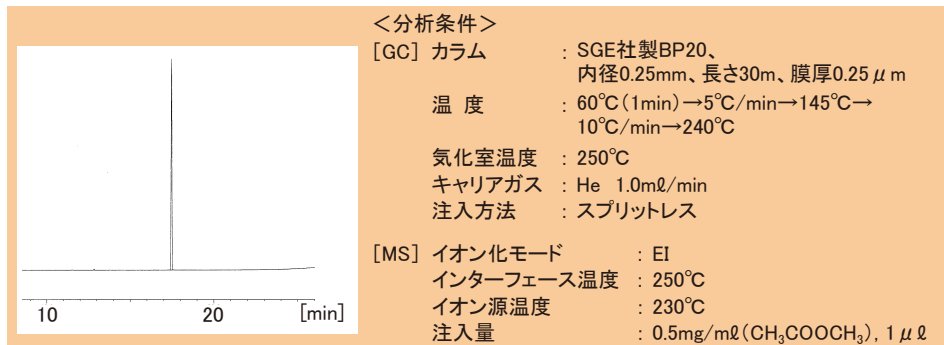 ＜分析条件＞
［GC］ カラム ： SGE社製BP20、
内径0.25mm、長さ30m、膜厚0.25μm
温 度 ： 60℃(1min)→5℃/min→145℃→
10℃/min→240℃
気化室温度 ： 250℃
キャリアガス ： He 1.0mℓ/min
注入方法 ： スプリットレス
［MS］ イオン化モード ： EI
インターフェース温度 ： 250℃
イオン源温度 ： 230℃
注入量 ： 0.5mg/mℓ(CH₃COOCH₃), 1μℓ
10 20 [min]